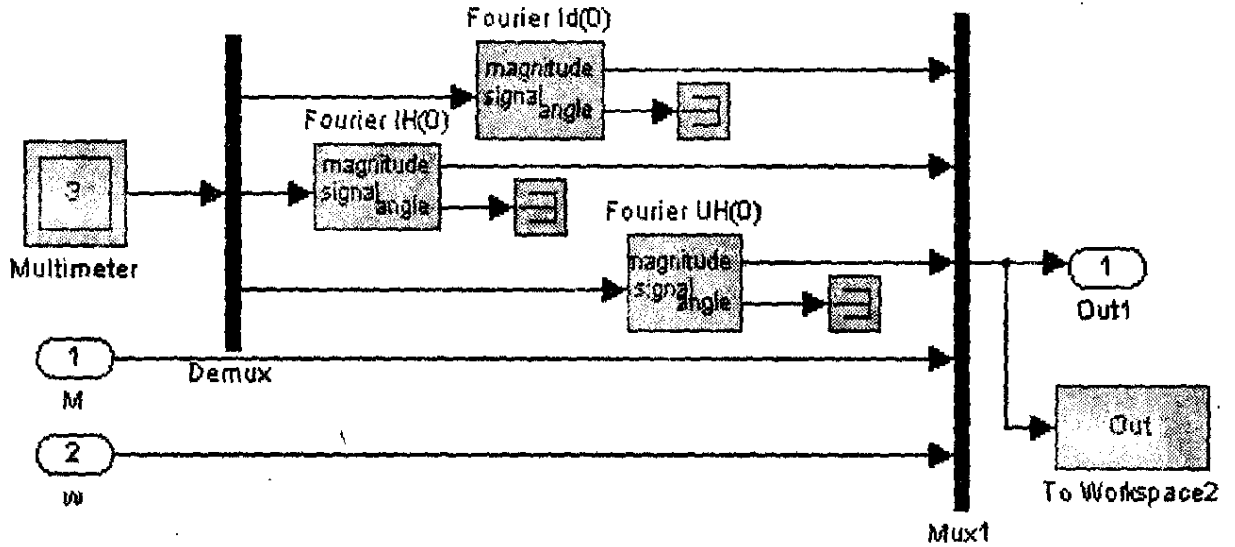 Fourier Id(0)
magnitude
signal
angle
Fourier IH(0)
magnitude
signal
angle
3
Multimeter
Fourier UH(0)
magnitude
signal
angle
1
Out1
1
M
Demux
2
w
Out
To Workspace2
Mux1